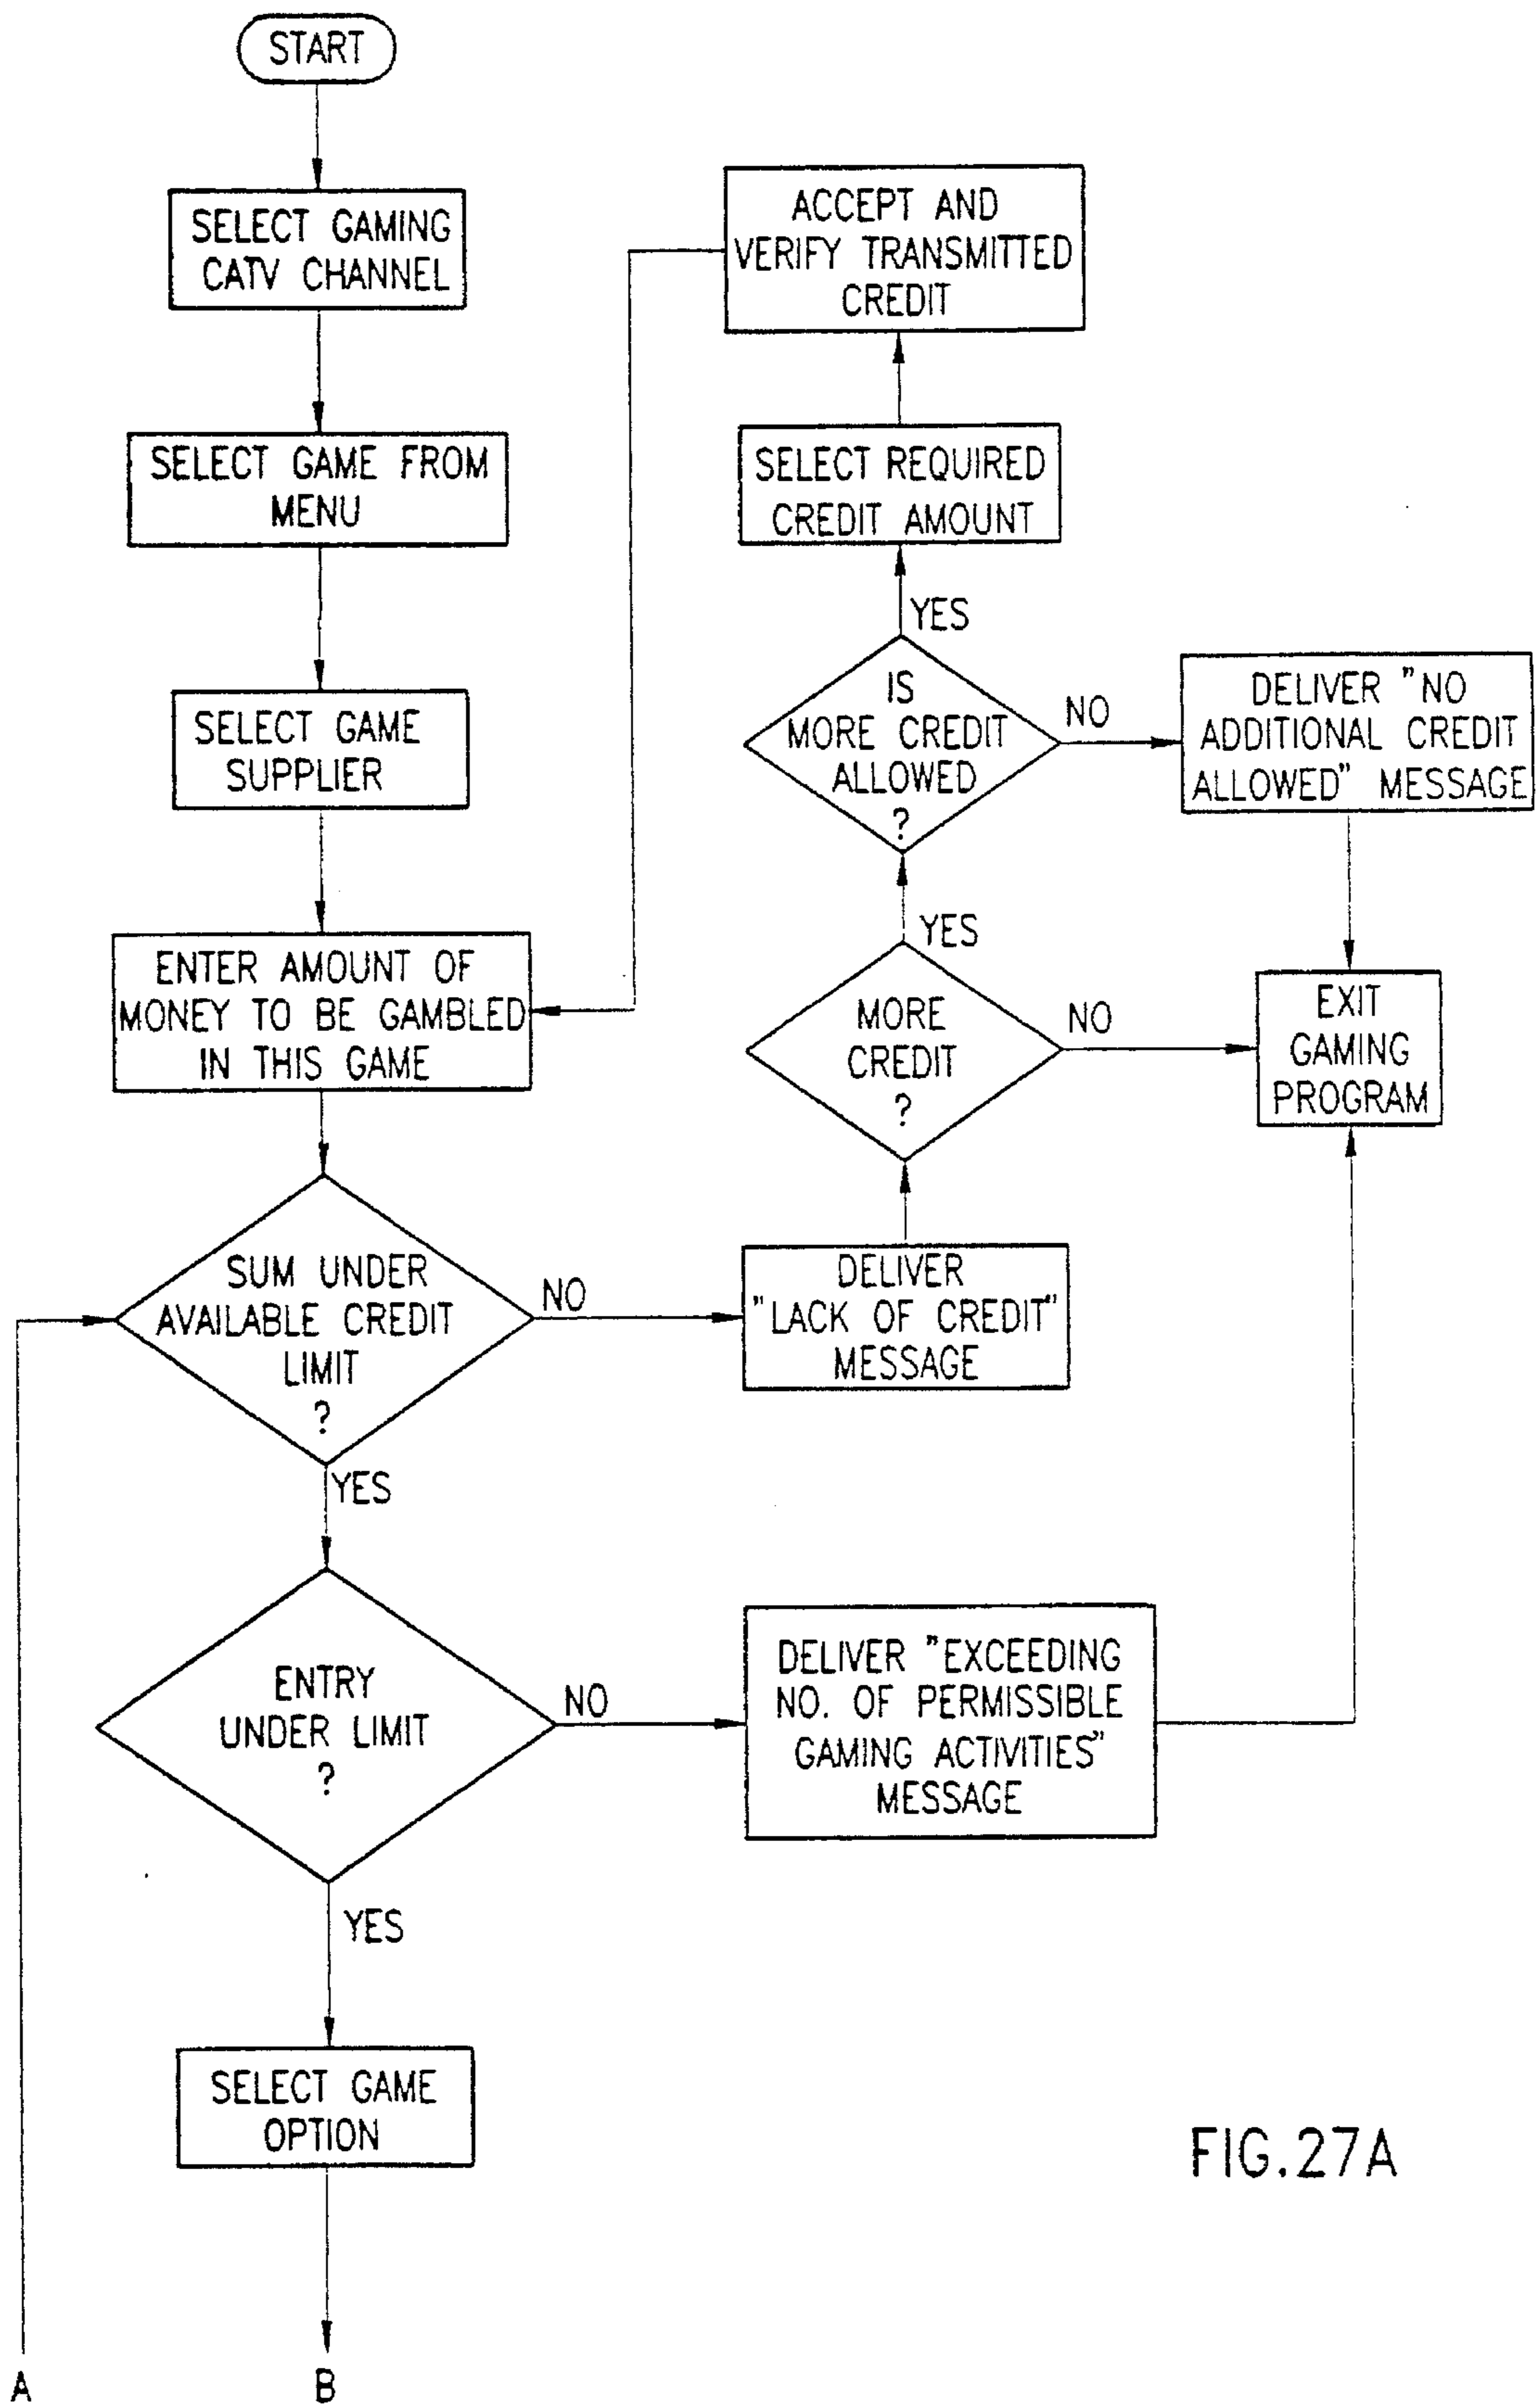 START
SELECT GAMING
CATV CHANNEL
SELECT GAME FROM
MENU
SELECT GAME
SUPPLIER
ENTER AMOUNT OF
MONEY TO BE GAMBLED
IN THIS GAME
SUM UNDER
AVAILABLE CREDIT
LIMIT
?
NO
YES
ENTRY
UNDER LIMIT
?
NO
YES
SELECT GAME
OPTION
A
B
ACCEPT AND
VERIFY TRANSMITTED
CREDIT
SELECT REQUIRED
CREDIT AMOUNT
YES
IS
MORE CREDIT
ALLOWED
?
NO
DELIVER "NO
ADDITIONAL CREDIT
ALLOWED" MESSAGE
YES
MORE
CREDIT
?
NO
EXIT
GAMING
PROGRAM
DELIVER
"LACK OF CREDIT"
MESSAGE
DELIVER "EXCEEDING
NO. OF PERMISSIBLE
GAMING ACTIVITIES"
MESSAGE
FIG.27A